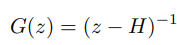 G(z) = (z − H)⁻¹